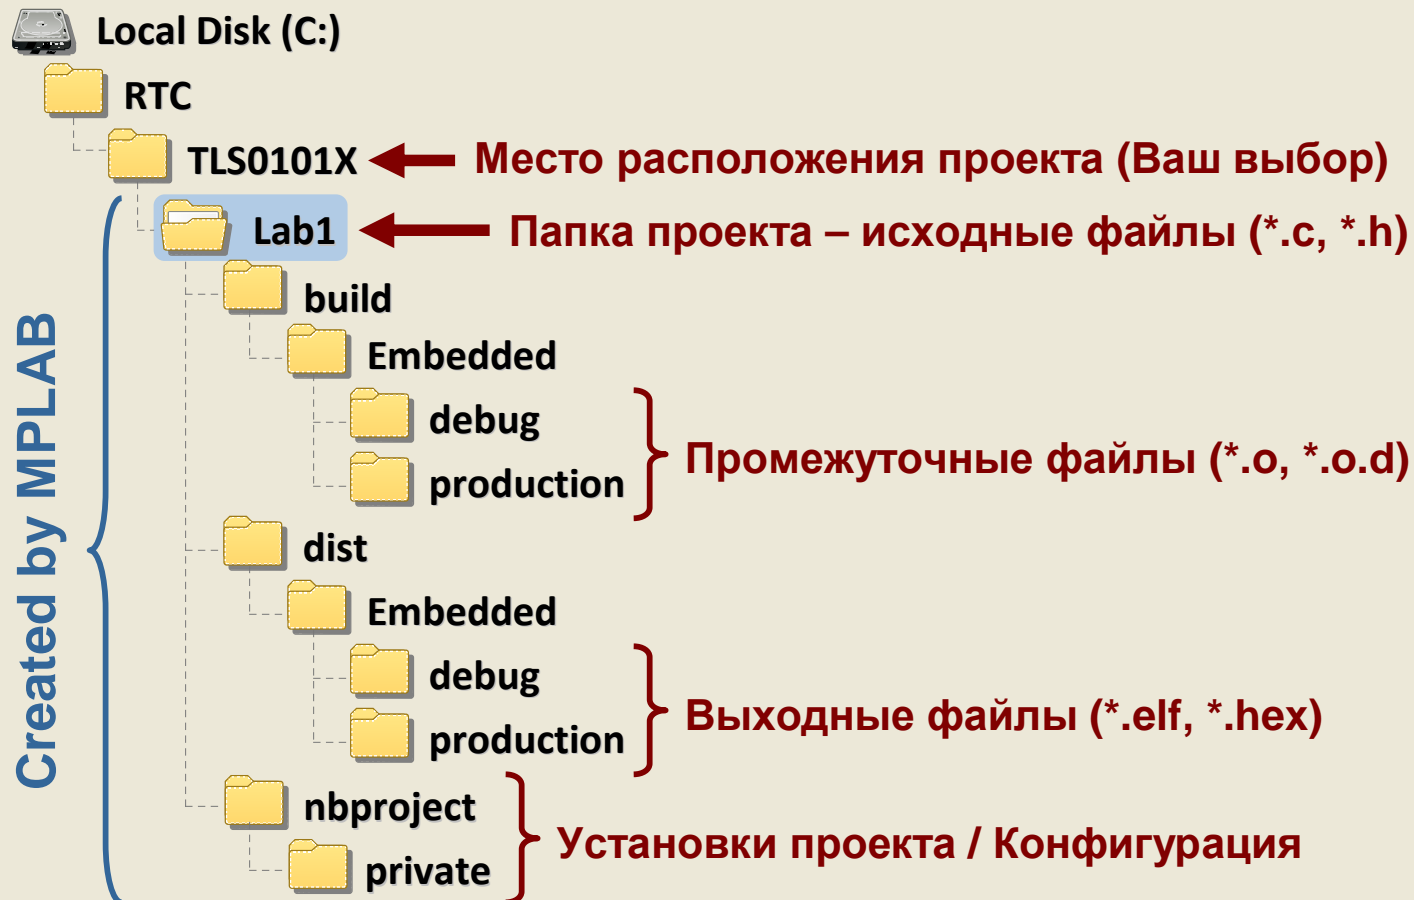 Local Disk (C:)
RTC
TLS0101X
Место расположения проекта (Ваш выбор)
Lab1
Папка проекта – исходные файлы (*.c, *.h)
build
Embedded
debug
production
Промежуточные файлы (*.o, *.o.d)
dist
Embedded
debug
production
Выходные файлы (*.elf, *.hex)
nbproject
private
Установки проекта / Конфигурация
Created by MPLAB